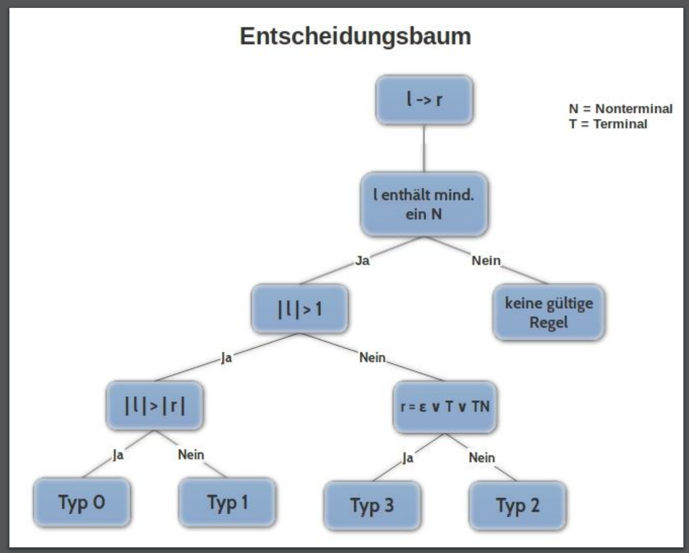 Entscheidungsbaum
l -> r
N = Nonterminal
T = Terminal
l enthält mind.
ein N
Ja
Nein
| l | > 1
keine gültige
Regel
Ja
Nein
| l | > | r |
r = ε ∨ T ∨ TN
Ja
Nein
Ja
Nein
Typ 0
Typ 1
Typ 3
Typ 2